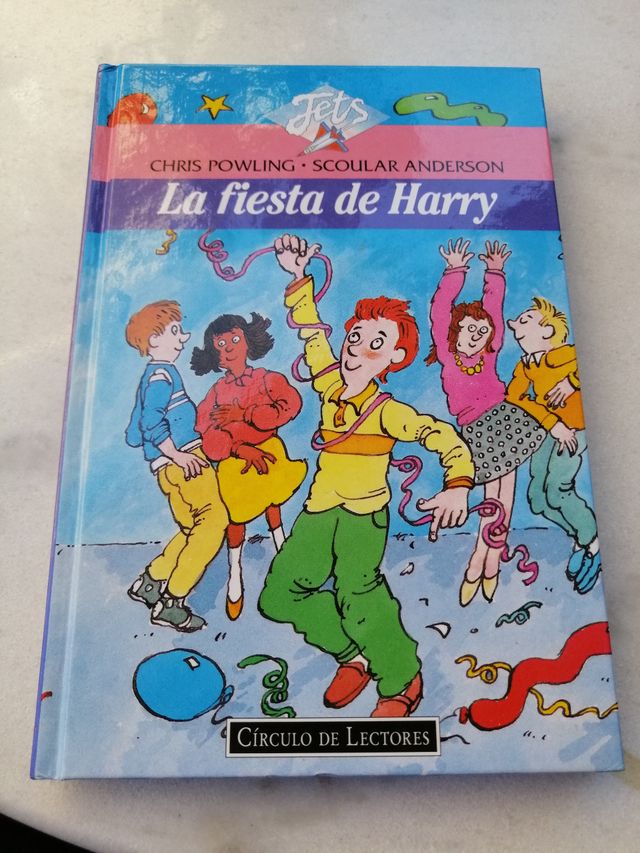 Jets
CHRIS POWLING · SCOULAR ANDERSON
La fiesta de Harry
CÍRCULO DE LECTORES